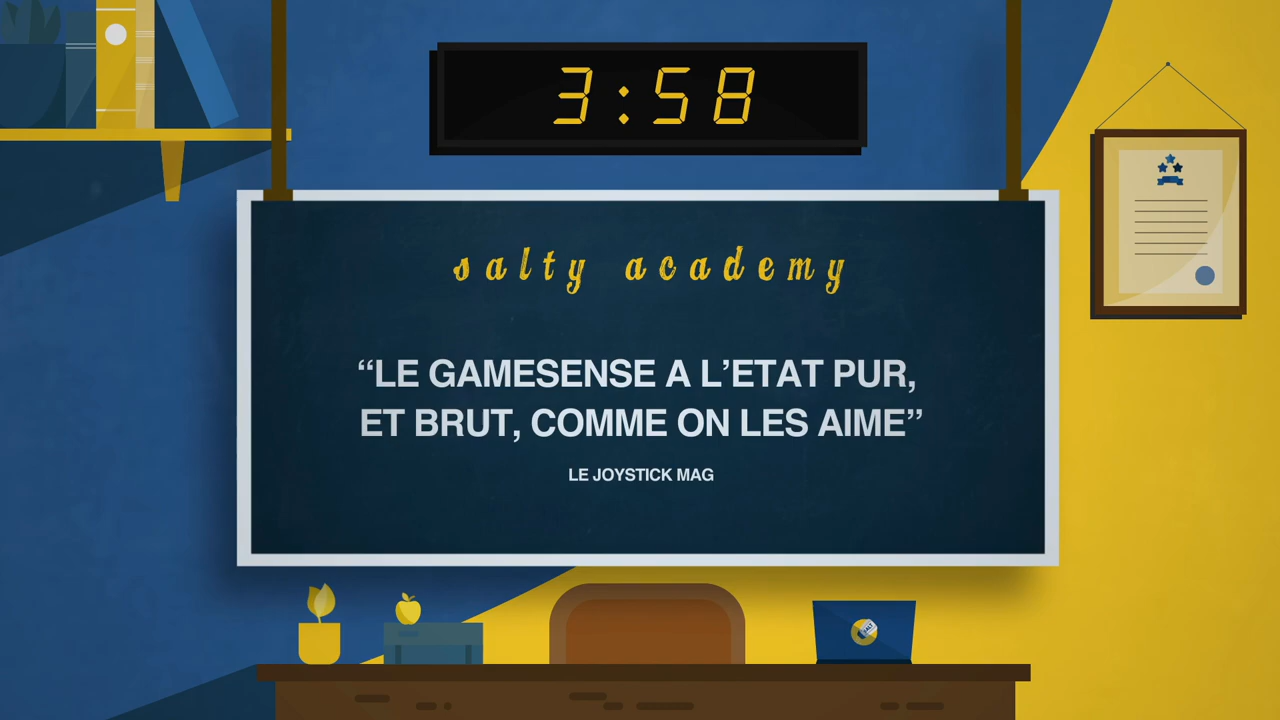 3:58
salty academy
“LE GAMESENSE A L’ETAT PUR,
ET BRUT, COMME ON LES AIME”
LE JOYSTICK MAG